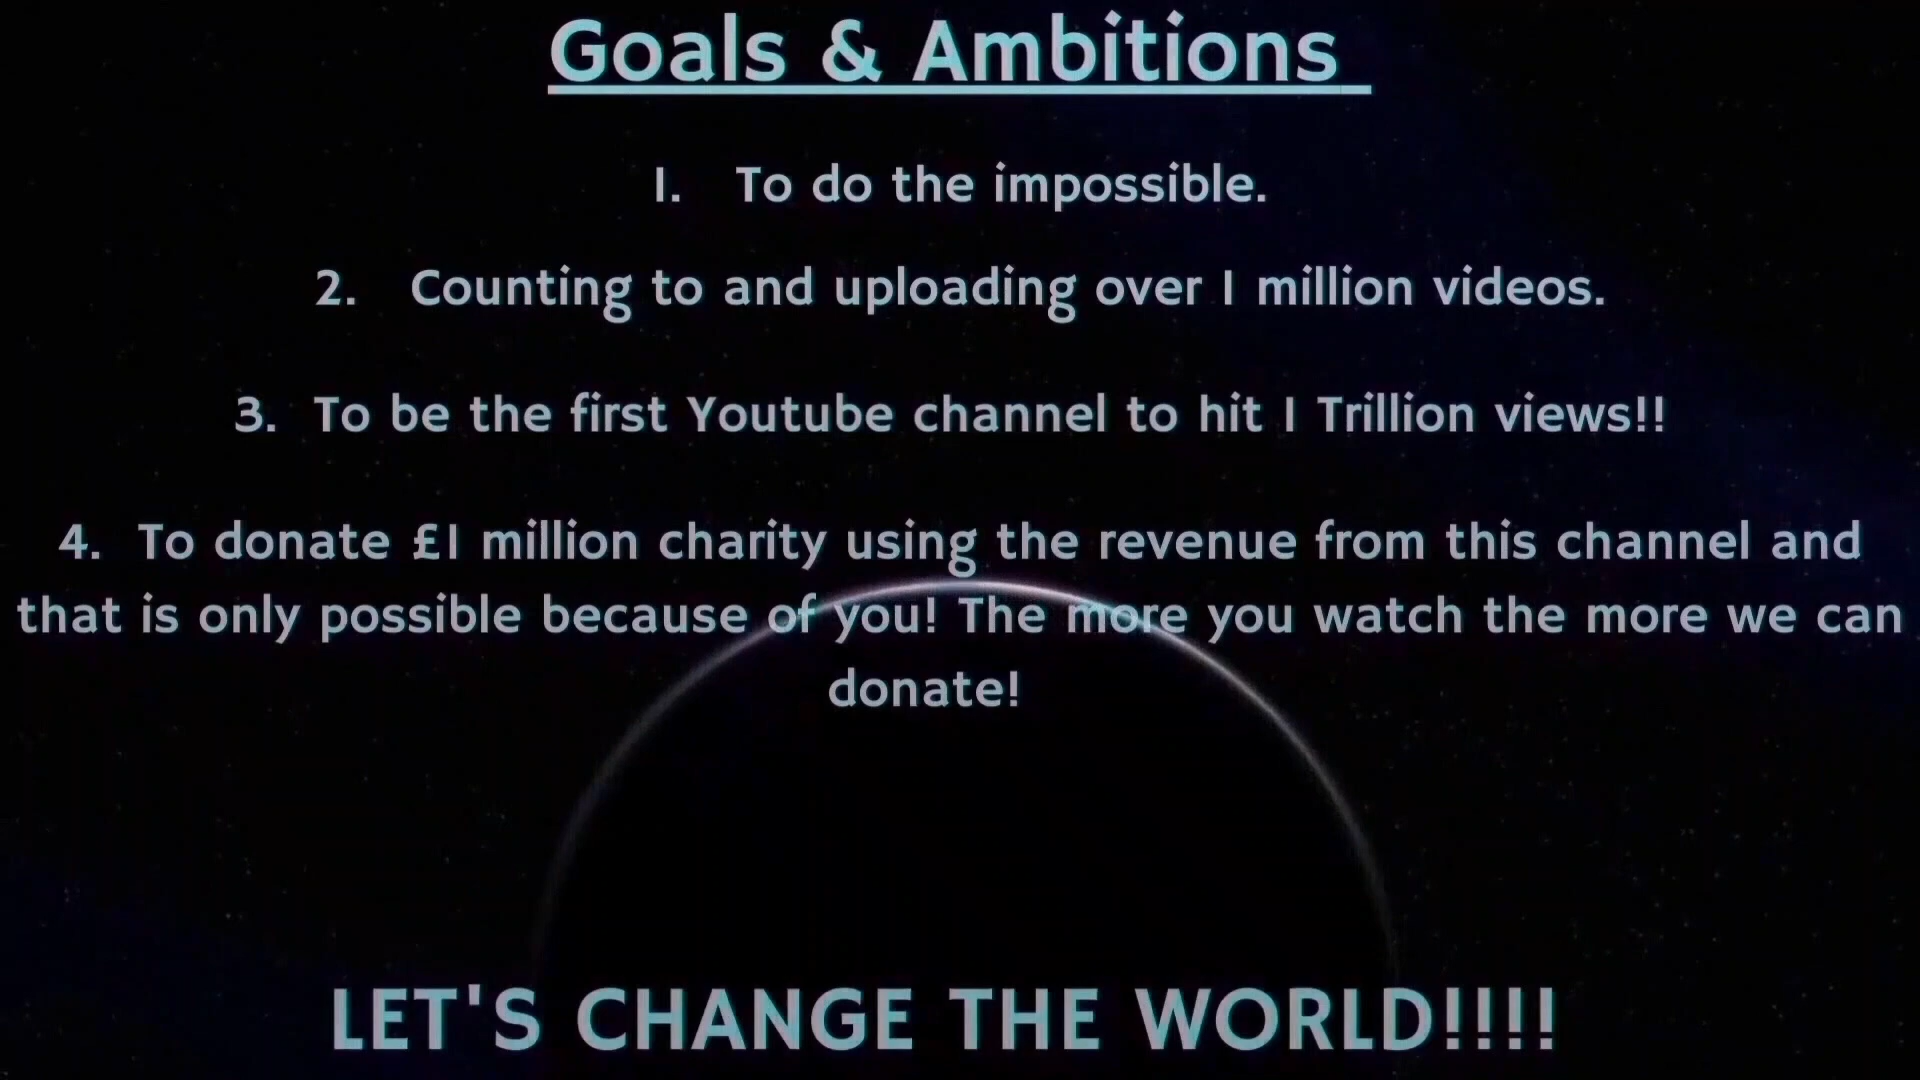 Goals & Ambitions
1. To do the impossible.
2. Counting to and uploading over 1 million videos.
3. To be the first Youtube channel to hit 1 Trillion views!!
4. To donate £1 million charity using the revenue from this channel and
that is only possible because of you! The more you watch the more we can
donate!
LET'S CHANGE THE WORLD!!!!